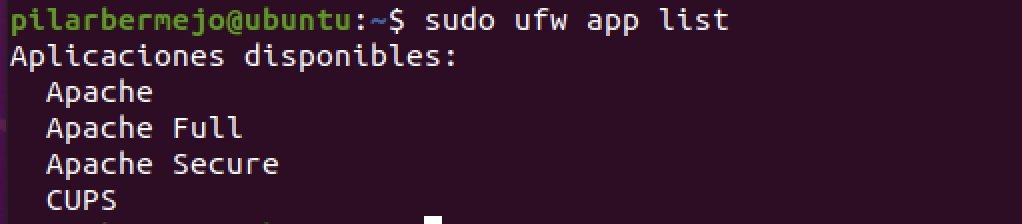 pilarbermejo@ubuntu:~$ sudo ufw app list
Aplicaciones disponibles:
  Apache
  Apache Full
  Apache Secure
  CUPS